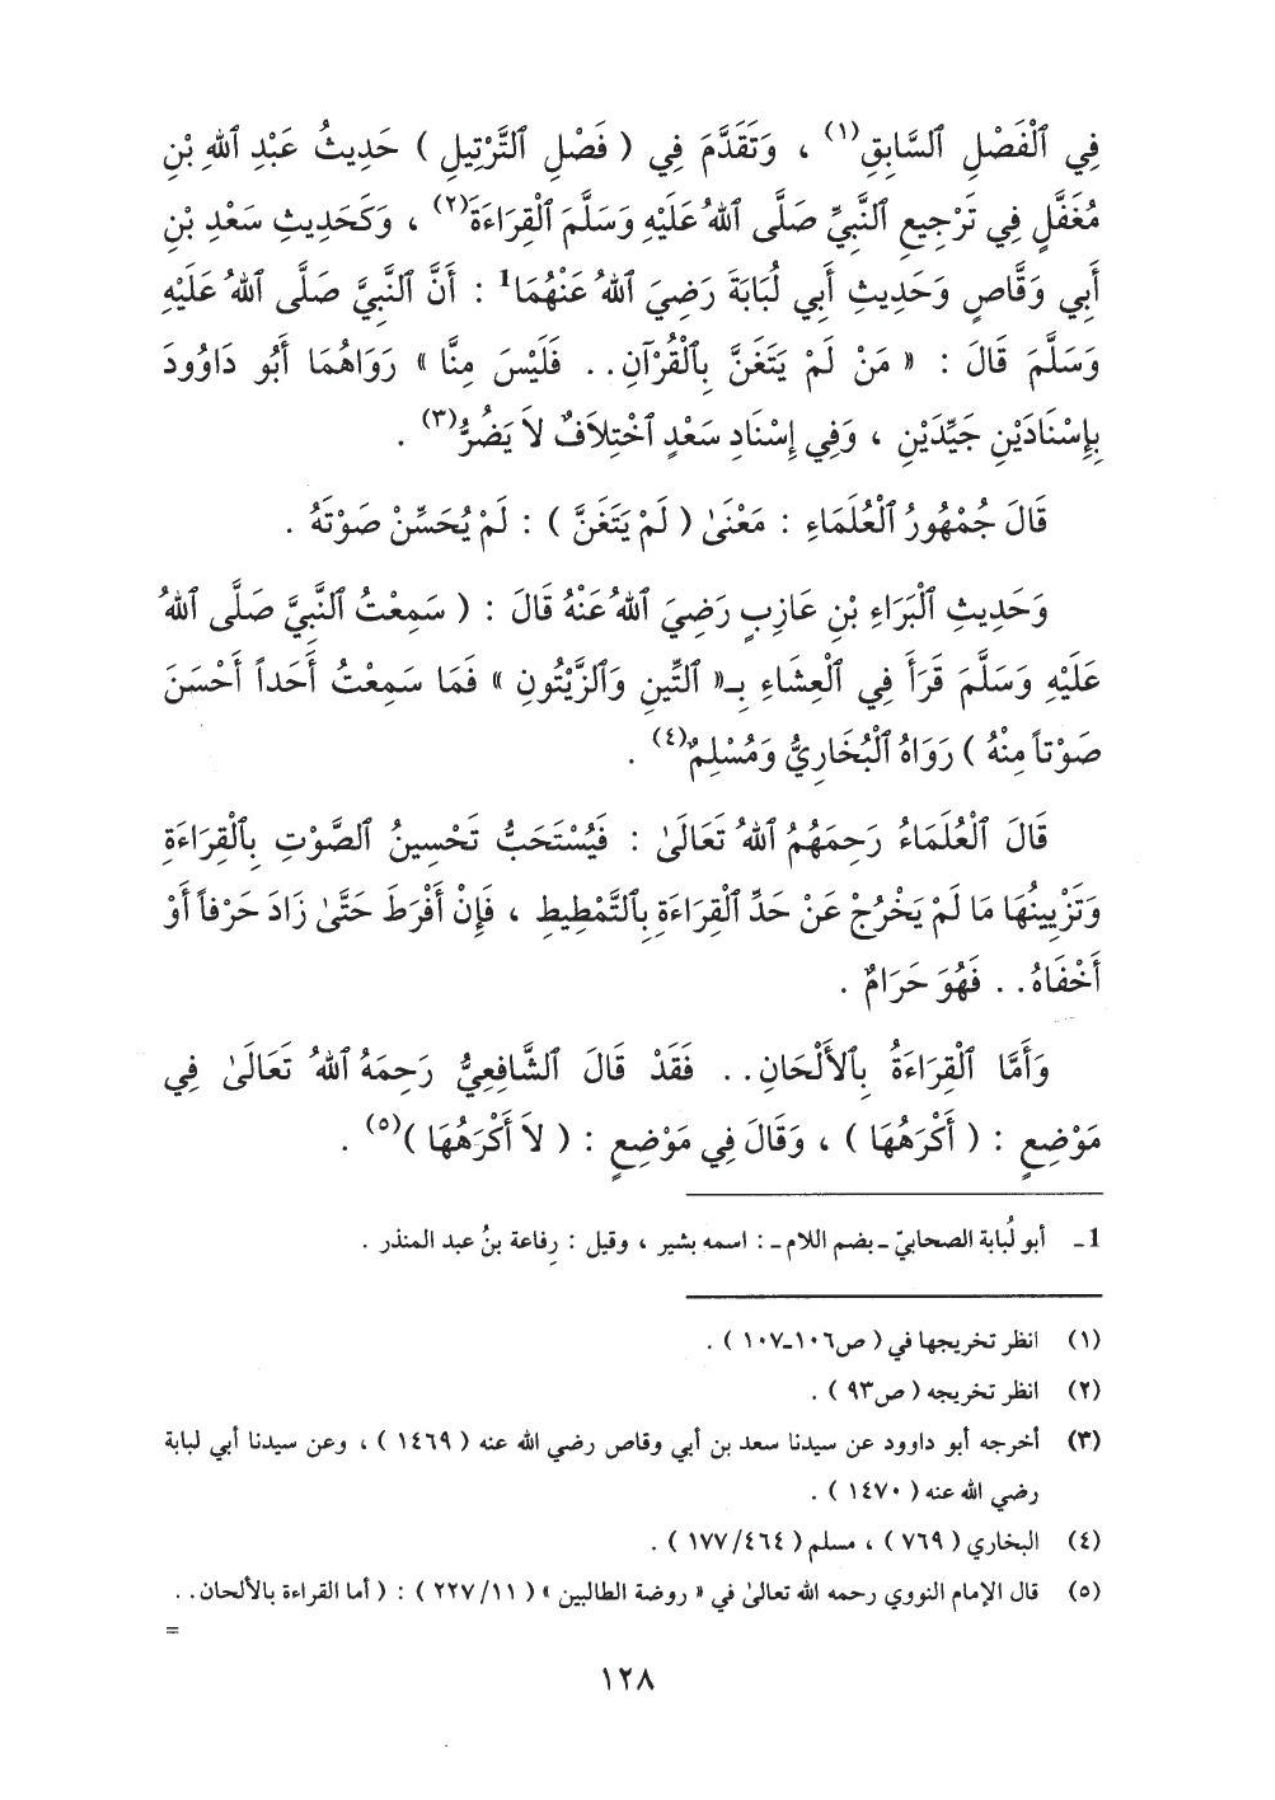 فِي ٱلْفَصْلِ ٱلسَّابِقِ(١) ، وَتَقَدَّمَ فِي ( فَصْلِ ٱلتَّرْتِيلِ ) حَدِيثُ عَبْدِ ٱللهِ بْنِ
مُغَفَّلٍ فِي تَرْجِيعِ ٱلنَّبِيِّ صَلَّى ٱللهُ عَلَيْهِ وَسَلَّمَ ٱلْقِرَاءَةَ(٢) ، وَكَحَدِيثِ سَعْدِ بْنِ
أَبِي وَقَّاصٍ وَحَدِيثِ أَبِي لُبَابَةَ رَضِيَ ٱللهُ عَنْهُمَا1 : أَنَّ ٱلنَّبِيَّ صَلَّى ٱللهُ عَلَيْهِ
وَسَلَّمَ قَالَ : « مَنْ لَمْ يَتَغَنَّ بِٱلْقُرْآنِ.. فَلَيْسَ مِنَّا » رَوَاهُمَا أَبُو دَاوُودَ
بِإِسْنَادَيْنِ جَيِّدَيْنِ ، وَفِي إِسْنَادِ سَعْدٍ ٱخْتِلاَفٌ لاَ يَضُرُّ(٣) .
قَالَ جُمْهُورُ ٱلْعُلَمَاءِ : مَعْنَىٰ ( لَمْ يَتَغَنَّ ) : لَمْ يُحَسِّنْ صَوْتَهُ .
وَحَدِيثِ ٱلْبَرَاءِ بْنِ عَازِبٍ رَضِيَ ٱللهُ عَنْهُ قَالَ : ( سَمِعْتُ ٱلنَّبِيَّ صَلَّى ٱللهُ
عَلَيْهِ وَسَلَّمَ قَرَأَ فِي ٱلْعِشَاءِ بِـ« ٱلتِّينِ وَٱلزَّيْتُونِ » فَمَا سَمِعْتُ أَحَداً أَحْسَنَ
صَوْتاً مِنْهُ ) رَوَاهُ ٱلْبُخَارِيُّ وَمُسْلِمٌ(٤) .
قَالَ ٱلْعُلَمَاءُ رَحِمَهُمُ ٱللهُ تَعَالَىٰ : فَيُسْتَحَبُّ تَحْسِينُ ٱلصَّوْتِ بِٱلْقِرَاءَةِ
وَتَزْيِينُهَا مَا لَمْ يَخْرُجْ عَنْ حَدِّ ٱلْقِرَاءَةِ بِٱلتَّمْطِيطِ ، فَإِنْ أَفْرَطَ حَتَّىٰ زَادَ حَرْفاً أَوْ
أَخْفَاهُ.. فَهُوَ حَرَامٌ .
وَأَمَّا ٱلْقِرَاءَةُ بِٱلأَلْحَانِ.. فَقَدْ قَالَ ٱلشَّافِعِيُّ رَحِمَهُ ٱللهُ تَعَالَىٰ فِي
مَوْضِعٍ : ( أَكْرَهُهَا ) ، وَقَالَ فِي مَوْضِعٍ : ( لاَ أَكْرَهُهَا )(٥) .
1ـ أبو لُبابة الصحابيّ ـ بضم اللام ـ : اسمه بشير ، وقيل : رِفاعة بنُ عبد المنذر .
(١) انظر تخريجها في ( ص١٠٦ـ١٠٧ ) .
(٢) انظر تخريجه ( ص٩٣ ) .
(٣) أخرجه أبو داوود عن سيدنا سعد بن أبي وقاص رضي الله عنه ( ١٤٦٩ ) ، وعن سيدنا أبي لبابة
رضي الله عنه ( ١٤٧٠ ) .
(٤) البخاري ( ٧٦٩ ) ، مسلم ( ١٧٧/٤٦٤ ) .
(٥) قال الإمام النووي رحمه الله تعالىٰ في « روضة الطالبين » ( ٢٢٧/١١ ) : ( أما القراءة بالألحان..
=
١٢٨